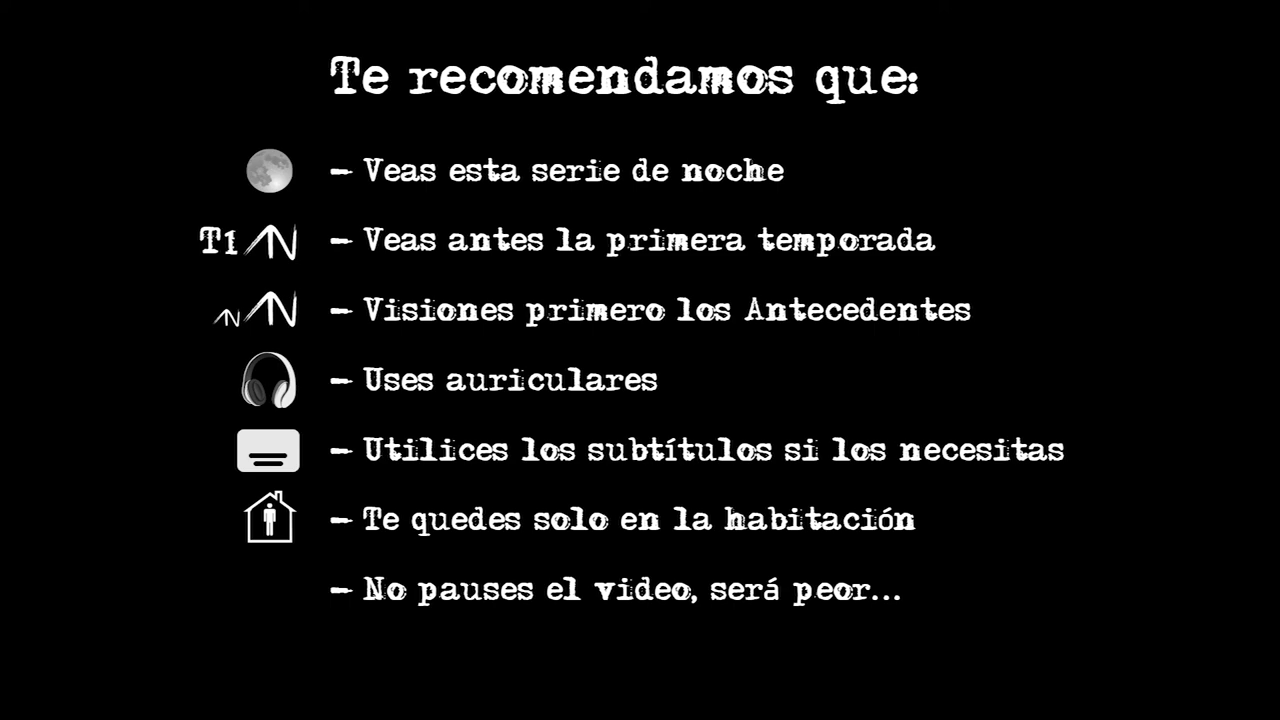 Te recomendamos que:
- Veas esta serie de noche
T1 - Veas antes la primera temporada
- Visiones primero los Antecedentes
- Uses auriculares
- Utilices los subtítulos si los necesitas
- Te quedes solo en la habitación
- No pauses el video, será peor...